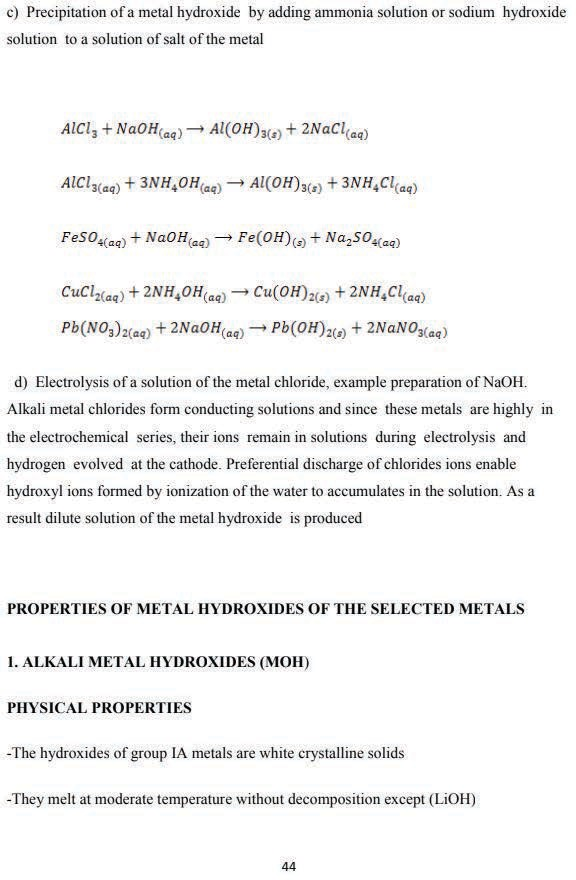 c) Precipitation of a metal hydroxide by adding ammonia solution or sodium hydroxide
solution to a solution of salt of the metal
AlCl₃ + NaOH(aq) → Al(OH)₃(s) + 2NaCl(aq)
AlCl₃(aq) + 3NH₄OH(aq) → Al(OH)₃(s) + 3NH₄Cl(aq)
FeSO₄(aq) + NaOH(aq) → Fe(OH)(s) + Na₂SO₄(aq)
CuCl₂(aq) + 2NH₄OH(aq) → Cu(OH)₂(s) + 2NH₄Cl(aq)
Pb(NO₃)₂(aq) + 2NaOH(aq) → Pb(OH)₂(s) + 2NaNO₃(aq)
d) Electrolysis of a solution of the metal chloride, example preparation of NaOH.
Alkali metal chlorides form conducting solutions and since these metals are highly in
the electrochemical series, their ions remain in solutions during electrolysis and
hydrogen evolved at the cathode. Preferential discharge of chlorides ions enable
hydroxyl ions formed by ionization of the water to accumulates in the solution. As a
result dilute solution of the metal hydroxide is produced
PROPERTIES OF METAL HYDROXIDES OF THE SELECTED METALS
1. ALKALI METAL HYDROXIDES (MOH)
PHYSICAL PROPERTIES
-The hydroxides of group IA metals are white crystalline solids
-They melt at moderate temperature without decomposition except (LiOH)
44